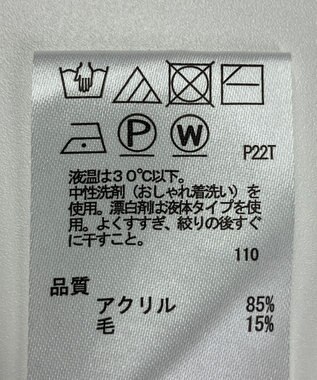 P W P22T
液温は30℃以下。
中性洗剤（おしゃれ着洗い）を
使用。漂白剤は液体タイプを使
用。よくすすぎ、絞りの後すぐ
に干すこと。
110
品質
アクリル 85%
毛 15%